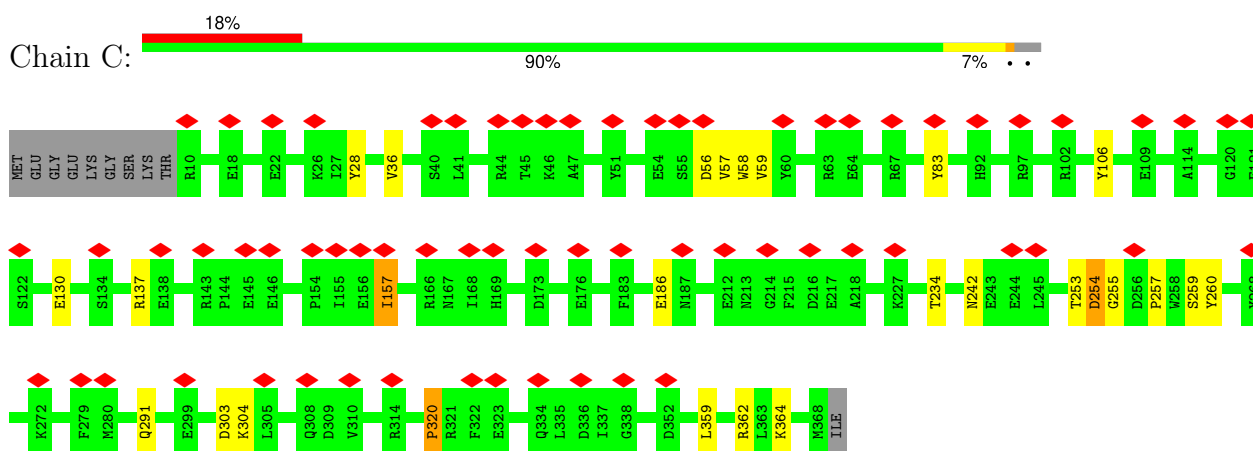 18%
Chain C:
90% 7% • •
MET GLU GLY GLU LYS GLY SER LYS THR R10 E18 E22 K26 I27 Y28 V36 S40 L41 R44 T45 K46 A47 Y51 E54 S55 D56 V57 W58 V59 Y60 R63 E64 R67 Y83 H92 R97 R102 Y106 E109 A114 G120
S122 E130 S134 R137 E138 R143 P144 E145 E146 P154 I155 E156 I157 R166 N167 I168 H169 D173 E176 F183 E186 N187 E212 N213 G214 F215 D216 E217 A218 K227 T234 N242 E243 E244 L245 T253 D254 G255 D256 P257 W258 S259 Y260
K272 F279 M280 Q291 E299 D303 K304 L305 Q308 D309 V310 R314 P320 R321 F322 E323 Q334 L335 D336 I337 G338 D352 L359 R362 L363 K364 M368 ILE